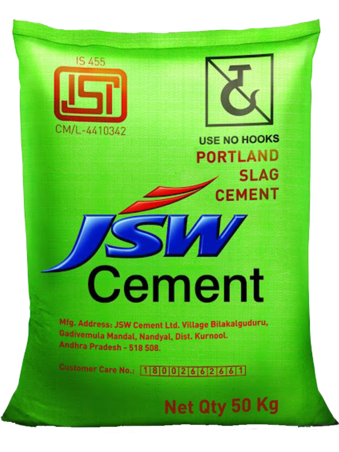 IS 455
ISI
CM/L-4410342
USE NO HOOKS
PORTLAND
SLAG
CEMENT
JSW
Cement
Mfg. Address: JSW Cement Ltd. Village Bilakalguduru,
Gadivemula Mandal, Nandyal, Dist. Kurnool.
Andhra Pradesh - 518 508.
Customer Care No.: 18002662661
Net Qty 50 Kg